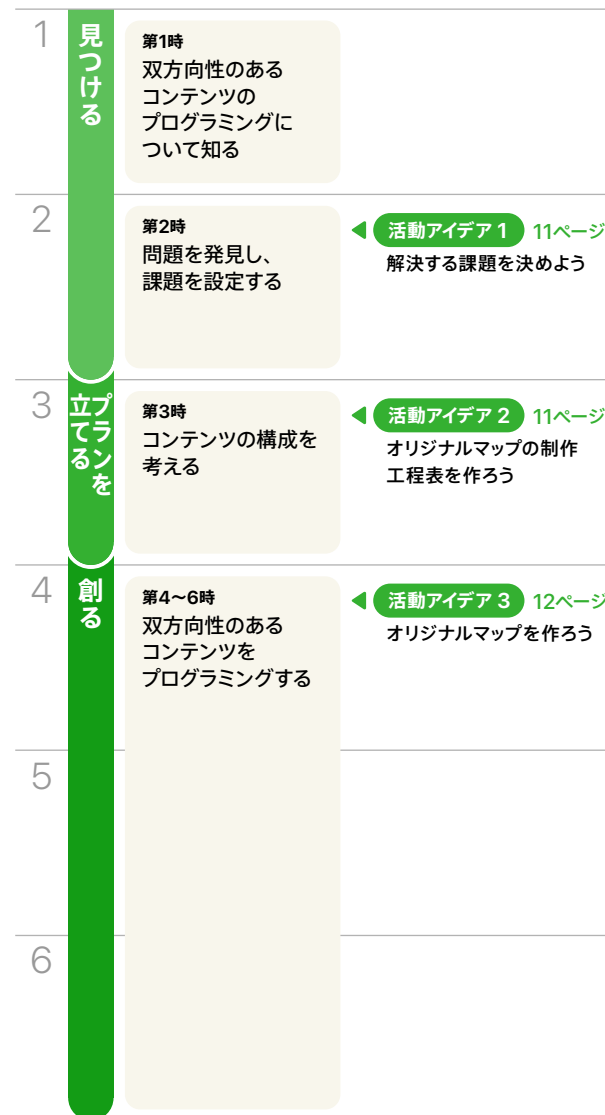 1
見つける
第1時
双方向性のある
コンテンツの
プログラミングに
ついて知る
2
第2時
問題を発見し、
課題を設定する
活動アイデア 1 11ページ
解決する課題を決めよう
3
プランを
立てる
第3時
コンテンツの構成を
考える
活動アイデア 2 11ページ
オリジナルマップの制作
工程表を作ろう
4
創る
第4〜6時
双方向性のある
コンテンツを
プログラミングする
活動アイデア 3 12ページ
オリジナルマップを作ろう
5
6